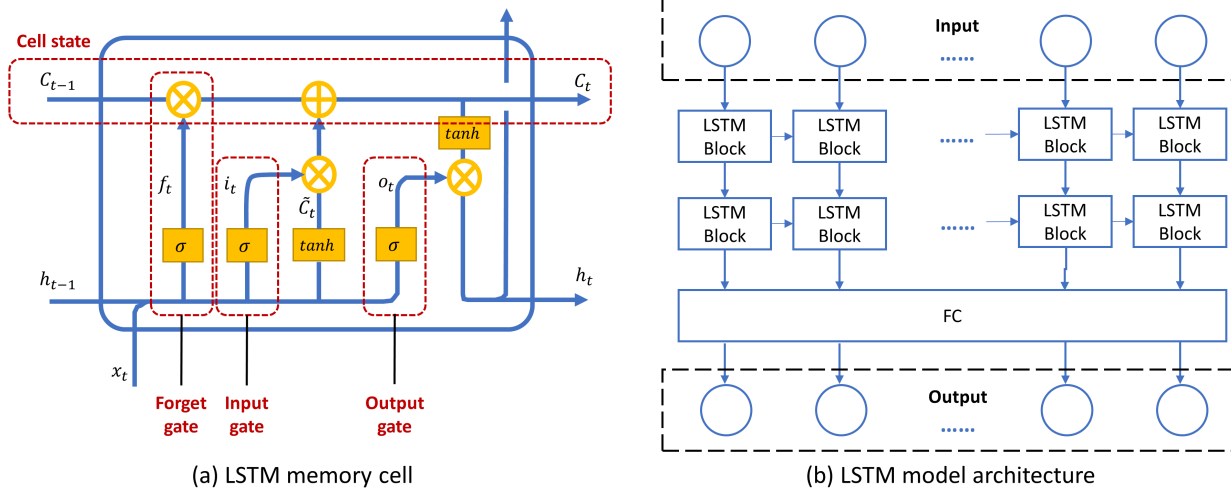 Cell state
C_{t-1}
C_t
tanh
f_t
i_t
C̃_t
o_t
σ
σ
tanh
σ
h_{t-1}
h_t
x_t
Forget gate
Input gate
Output gate
(a) LSTM memory cell
Input
......
LSTM Block
LSTM Block
......
LSTM Block
LSTM Block
LSTM Block
LSTM Block
......
LSTM Block
LSTM Block
FC
Output
......
(b) LSTM model architecture